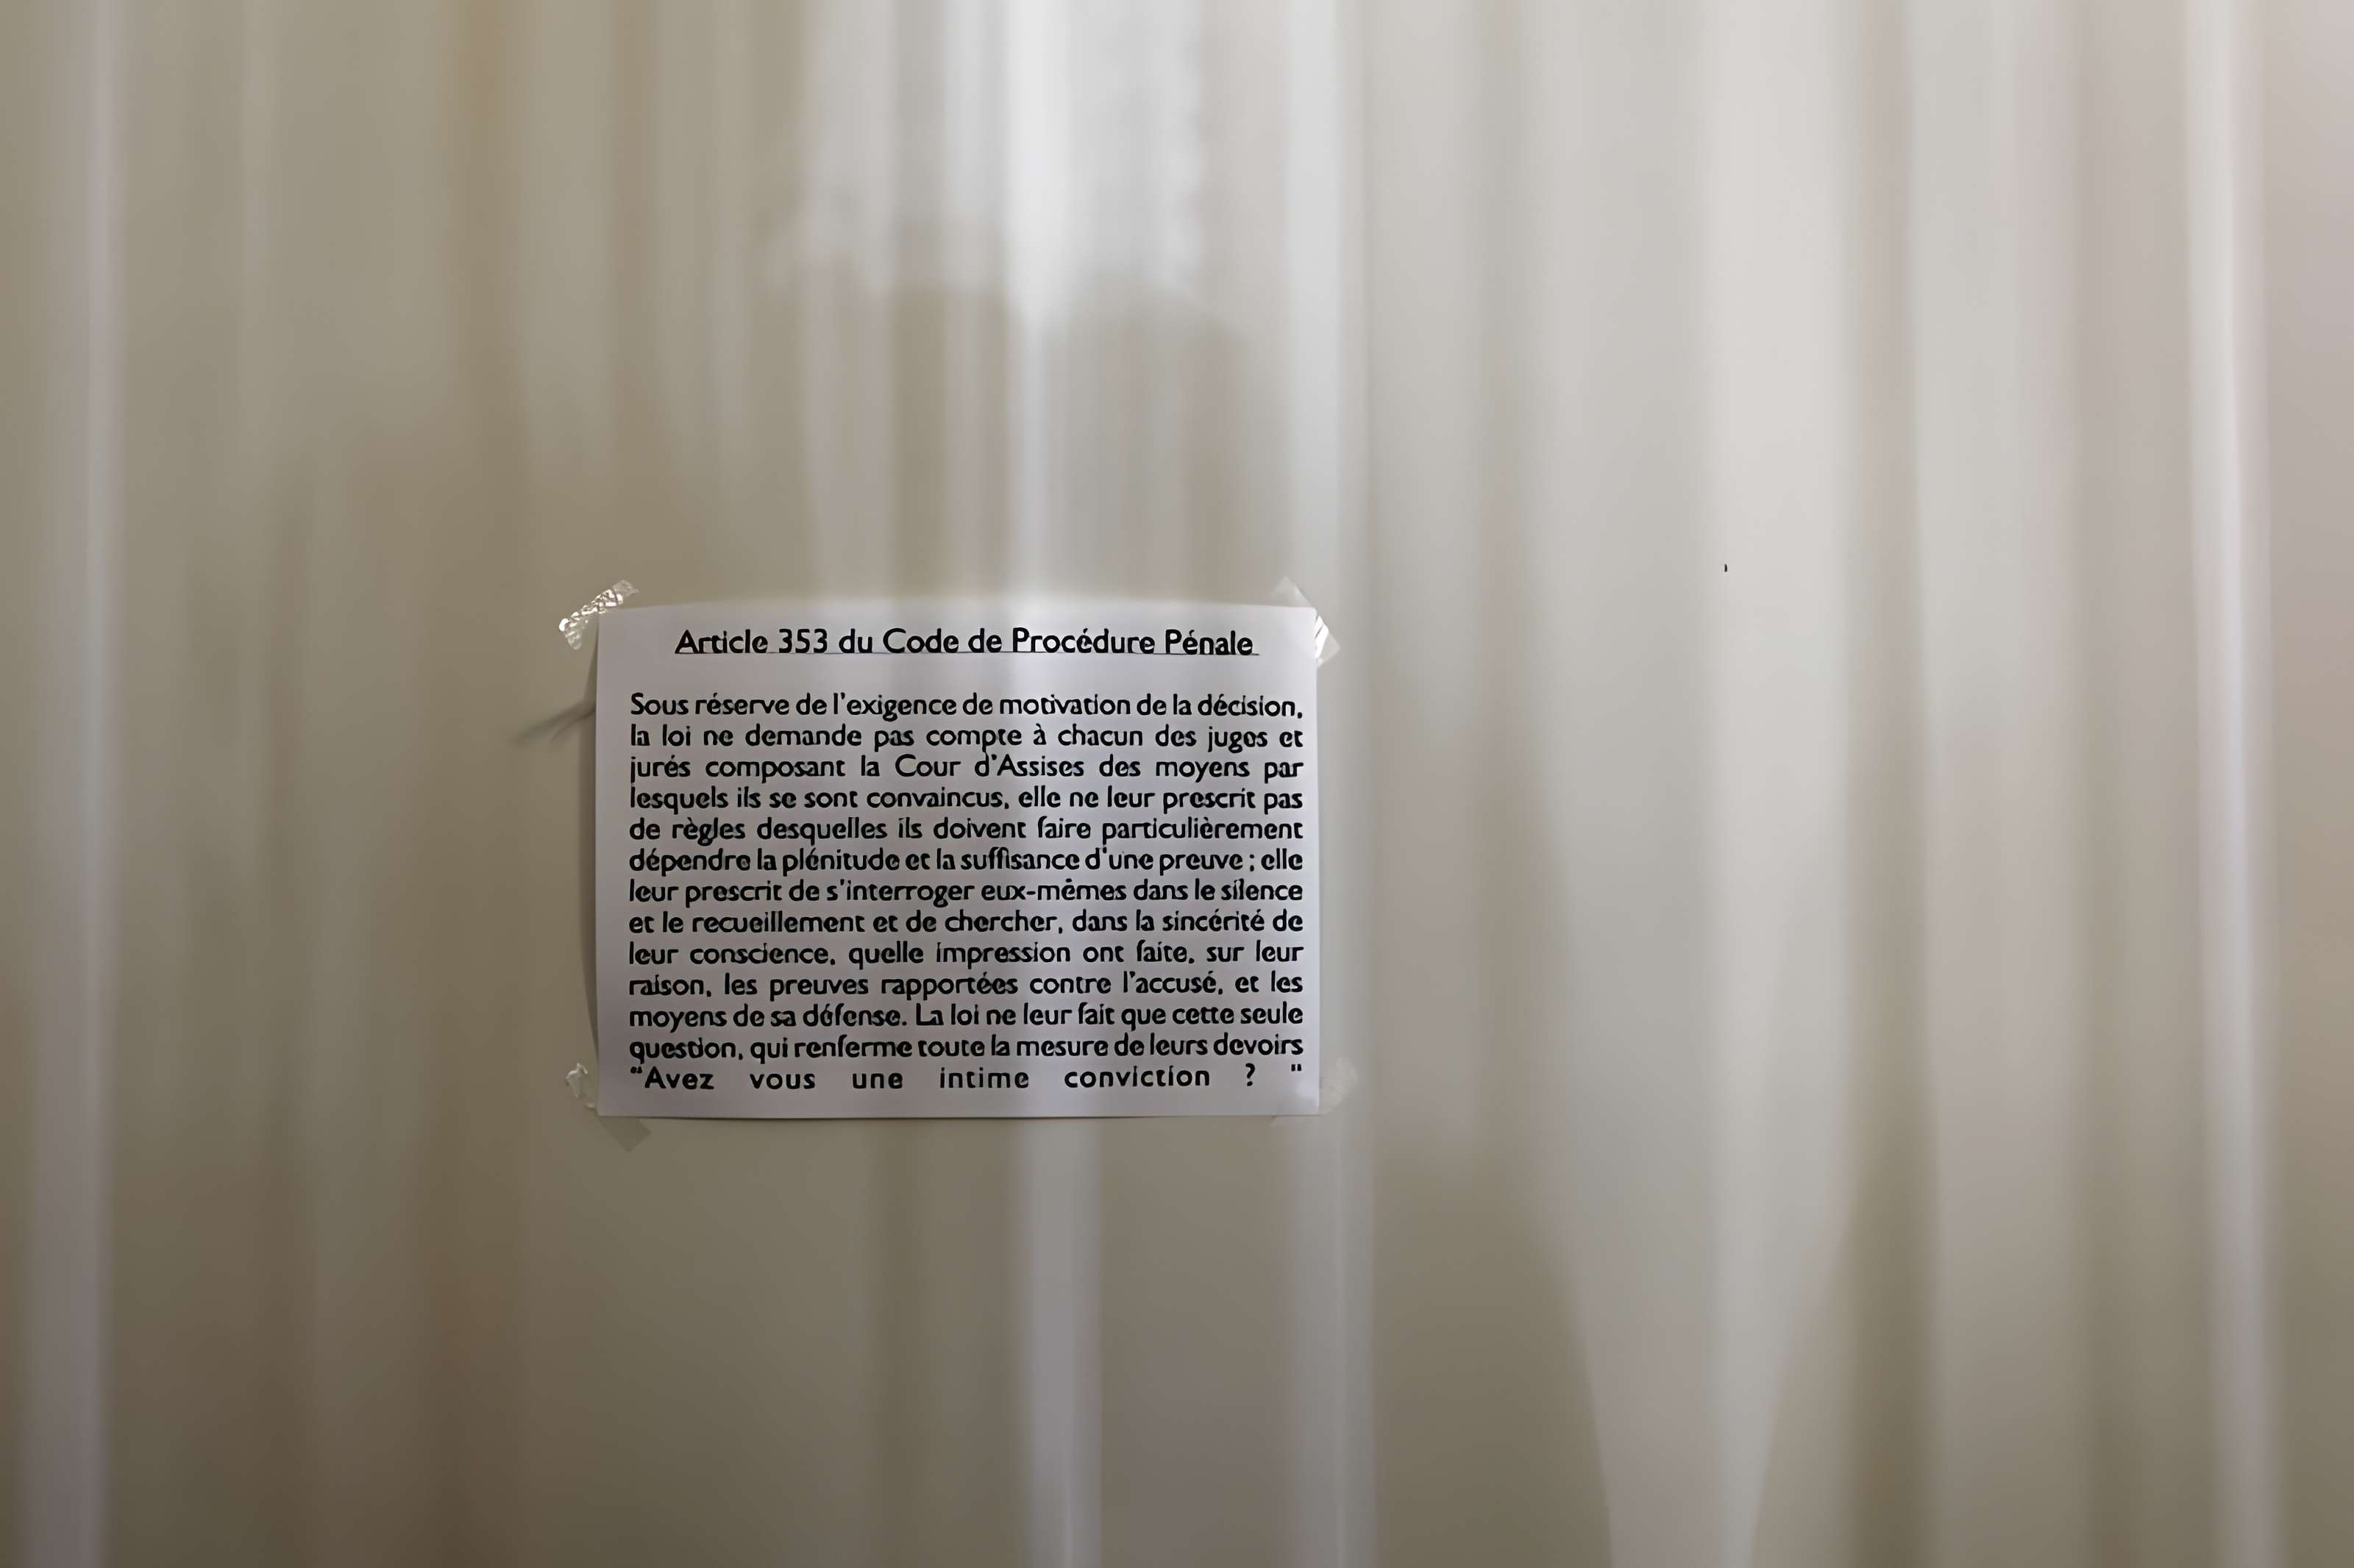 Article 353 du Code de Procédure Pénale
Sous réserve de l'exigence de motivation de la décision,
la loi ne demande pas compte à chacun des juges et
jurés composant la Cour d'Assises des moyens par
lesquels ils se sont convaincus, elle ne leur prescrit pas
de règles desquelles ils doivent faire particulièrement
dépendre la plénitude et la suffisance d'une preuve ; elle
leur prescrit de s'interroger eux-mêmes dans le silence
et le recueillement et de chercher, dans la sincérité de
leur conscience, quelle impression ont faite, sur leur
raison, les preuves rapportées contre l'accusé, et les
moyens de sa défense. La loi ne leur fait que cette seule
question, qui renferme toute la mesure de leurs devoirs
"Avez vous une intime conviction ? "